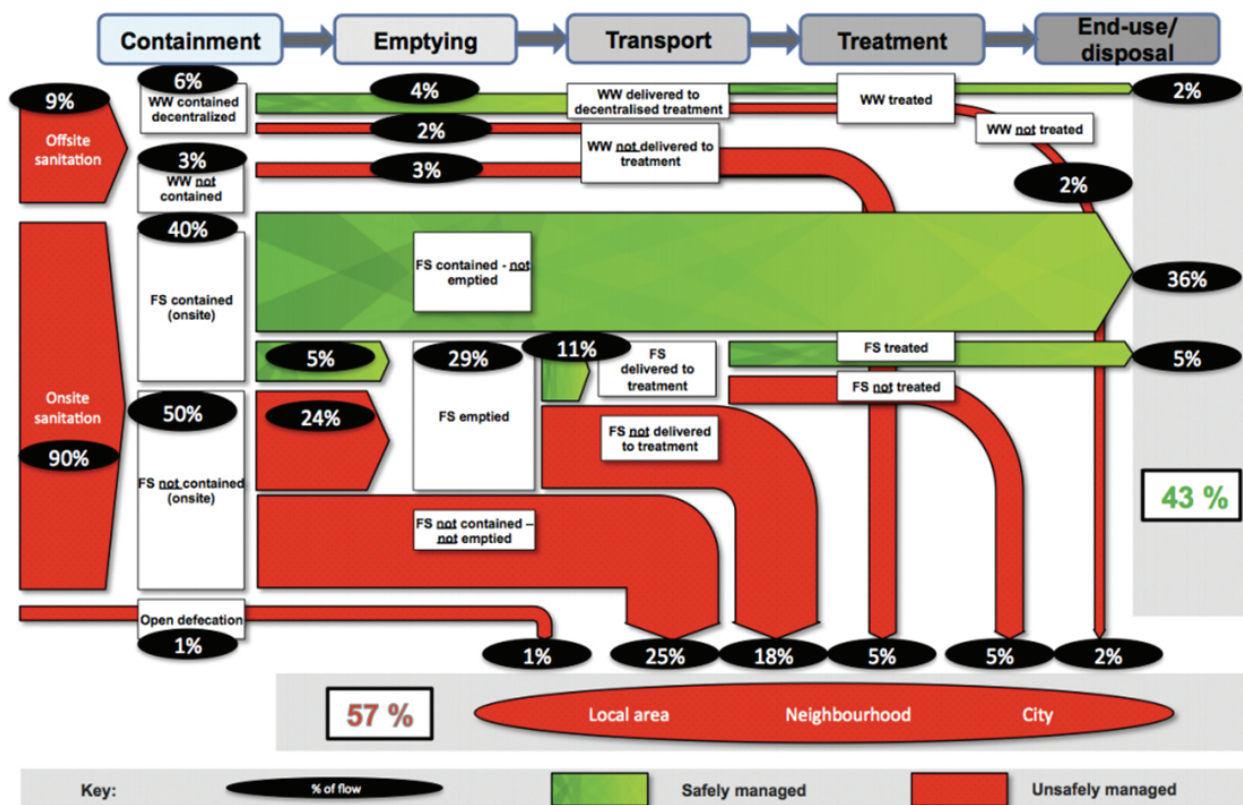 Containment
Emptying
Transport
Treatment
End-use/
disposal
9%
Offsite
sanitation
6%
WW contained
decentralized
4%
WW delivered to
decentralised treatment
WW treated
2%
2%
WW not delivered to
treatment
WW not treated
3%
WW not
contained
3%
2%
40%
FS contained
(onsite)
FS contained - not
emptied
36%
5%
29%
FS emptied
11%
FS
delivered to
treatment
FS treated
5%
FS not treated
Onsite
sanitation
90%
50%
FS not contained
(onsite)
24%
FS not delivered
to treatment
FS not contained –
not emptied
43 %
Open defecation
1%
1%
25%
18%
5%
5%
2%
57 %
Local area
Neighbourhood
City
Key:
% of flow
Safely managed
Unsafely managed